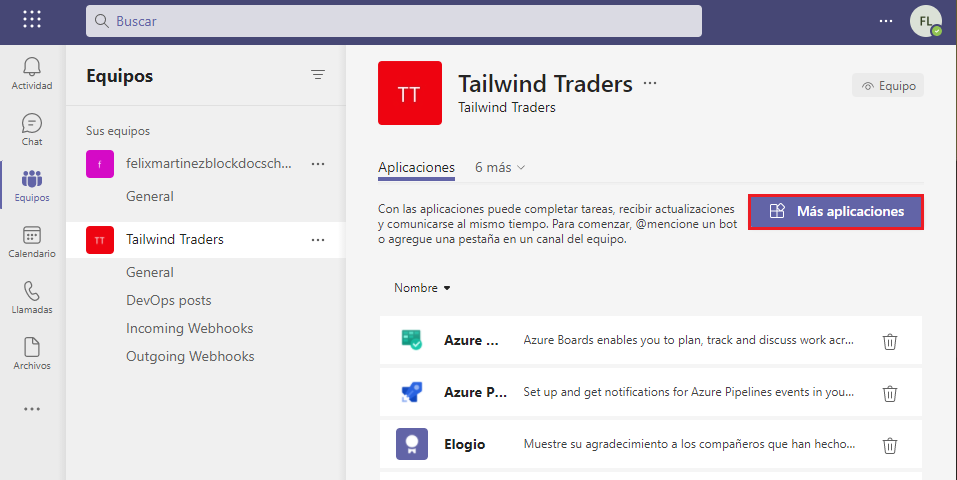 Buscar
FL
Actividad
Chat
Equipos
Calendario
Llamadas
Archivos
Equipos
Sus equipos
f
felixmartinezblockdocsch...
General
TT
Tailwind Traders
General
DevOps posts
Incoming Webhooks
Outgoing Webhooks
TT
Tailwind Traders
Tailwind Traders
Equipo
Aplicaciones
6 más
Con las aplicaciones puede completar tareas, recibir actualizaciones
y comunicarse al mismo tiempo. Para comenzar, @mencione un bot
o agregue una pestaña en un canal del equipo.
Más aplicaciones
Nombre
Azure ... Azure Boards enables you to plan, track and discuss work acr...
Azure P... Set up and get notifications for Azure Pipelines events in you...
Elogio Muestre su agradecimiento a los compañeros que han hecho...